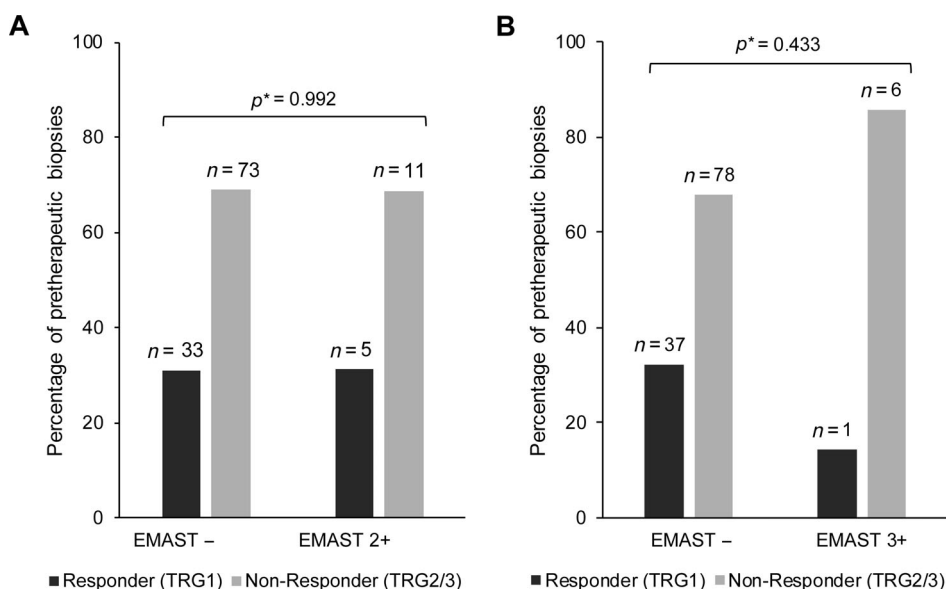 A
Percentage of pretherapeutic biopsies
100
80
60
40
20
0
p* = 0.992
n = 73
n = 11
n = 33
n = 5
EMAST –
EMAST 2+
Responder (TRG1) Non-Responder (TRG2/3)
B
Percentage of pretherapeutic biopsies
100
80
60
40
20
0
p* = 0.433
n = 6
n = 78
n = 37
n = 1
EMAST –
EMAST 3+
Responder (TRG1) Non-Responder (TRG2/3)